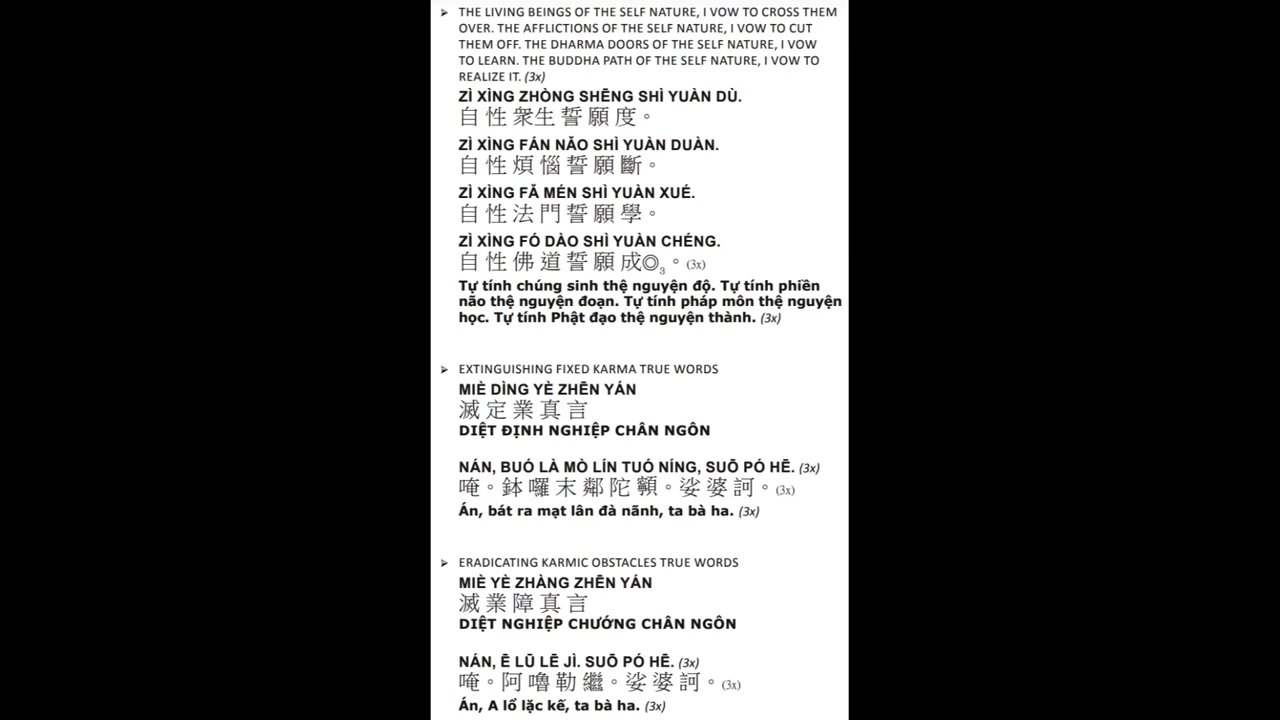 ➢ THE LIVING BEINGS OF THE SELF NATURE, I VOW TO CROSS THEM
OVER. THE AFFLICTIONS OF THE SELF NATURE, I VOW TO CUT
THEM OFF. THE DHARMA DOORS OF THE SELF NATURE, I VOW
TO LEARN. THE BUDDHA PATH OF THE SELF NATURE, I VOW TO
REALIZE IT. (3x)
ZÌ XÌNG ZHÒNG SHĒNG SHÌ YUÀN DÙ.
自性衆生誓願度。
ZÌ XÌNG FÁN NǍO SHÌ YUÀN DUÀN.
自性煩惱誓願斷。
ZÌ XÌNG FǍ MÉN SHÌ YUÀN XUÉ.
自性法門誓願學。
ZÌ XÌNG FÓ DÀO SHÌ YUÀN CHÉNG.
自性佛道誓願成◎3。(3x)
Tự tính chúng sinh thệ nguyện độ. Tự tính phiền
não thệ nguyện đoạn. Tự tính pháp môn thệ nguyện
học. Tự tính Phật đạo thệ nguyện thành. (3x)
➢ EXTINGUISHING FIXED KARMA TRUE WORDS
MIÈ DÌNG YÈ ZHĒN YÁN
滅定業真言
DIỆT ĐỊNH NGHIỆP CHÂN NGÔN
NÁN, BUÓ LÀ MÒ LÍN TUÓ NÍNG, SUŌ PÓ HĒ. (3x)
唵。鉢囉末鄰陀。娑婆訶。(3x)
Án, bát ra mạt lân đà nãnh, ta bà ha. (3x)
➢ ERADICATING KARMIC OBSTACLES TRUE WORDS
MIÈ YÈ ZHÀNG ZHĒN YÁN
滅業障真言
DIỆT NGHIỆP CHƯỚNG CHÂN NGÔN
NÁN, Ē LŪ LĒ JÌ. SUŌ PÓ HĒ. (3x)
唵。阿嚕勒繼。娑婆訶。(3x)
Án, A lổ lặc kế, ta bà ha. (3x)